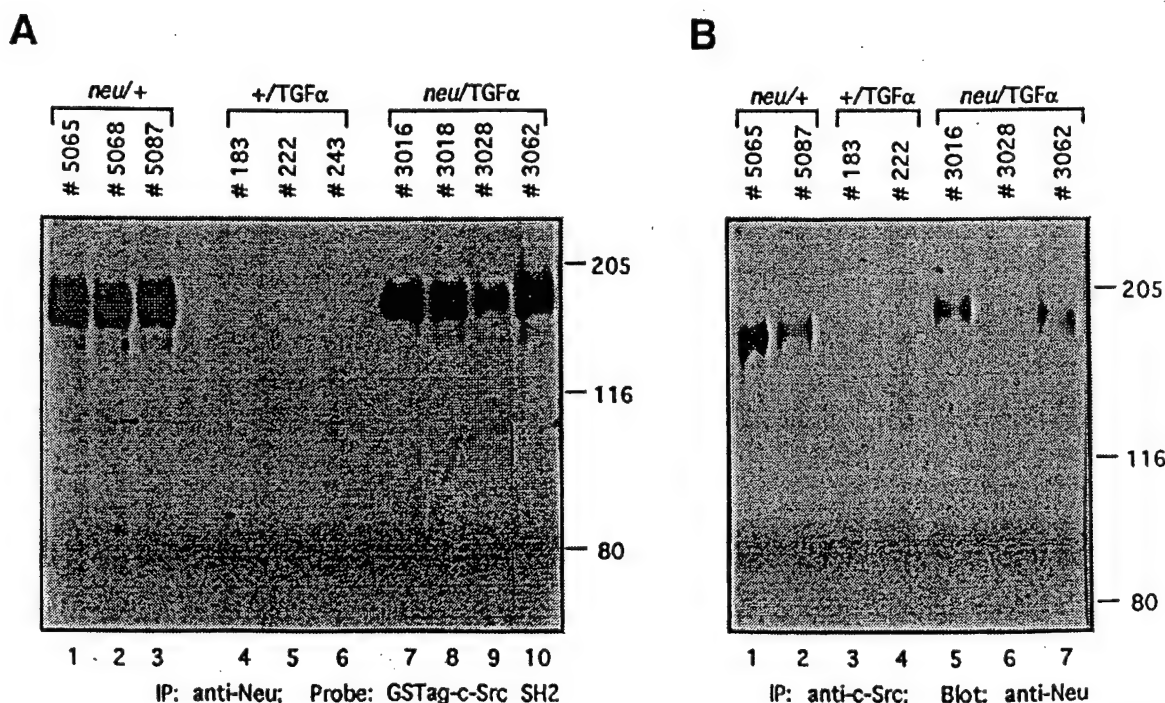 A
neu/+ +/TGFα neu/TGFα
# 5065 # 5068 # 5087 # 183 # 222 # 243 # 3016 # 3018 # 3028 # 3062
205
116
80
1 2 3 4 5 6 7 8 9 10
IP: anti-Neu; Probe: GSTag-c-Src SH2
B
neu/+ +/TGFα neu/TGFα
# 5065 # 5087 # 183 # 222 # 3016 # 3028 # 3062
205
116
80
1 2 3 4 5 6 7
IP: anti-c-Src; Blot: anti-Neu